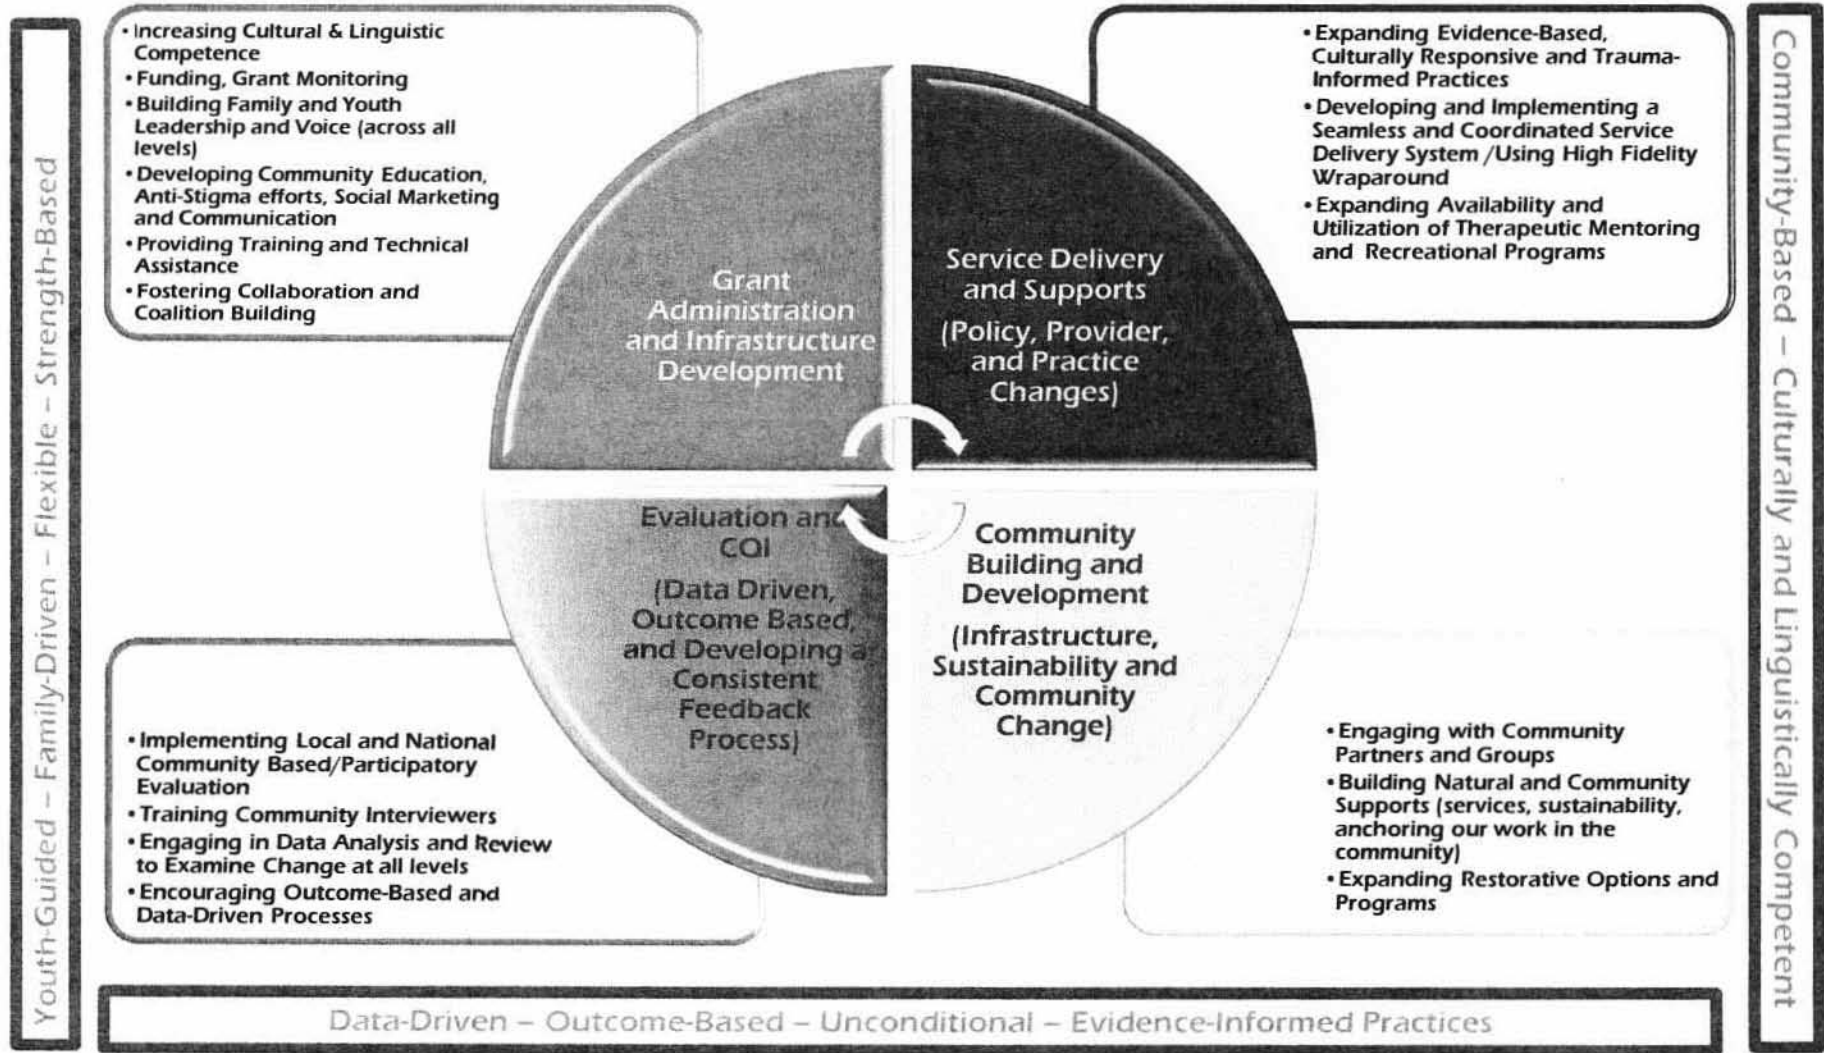 Youth-Guided – Family-Driven – Flexible – Strength-Based
• Increasing Cultural & Linguistic
Competence
• Funding, Grant Monitoring
• Building Family and Youth
Leadership and Voice (across all
levels)
• Developing Community Education,
Anti-Stigma efforts, Social Marketing
and Communication
• Providing Training and Technical
Assistance
• Fostering Collaboration and
Coalition Building
Grant
Administration
and Infrastructure
Development
Service Delivery
and Supports
(Policy, Provider,
and Practice
Changes)
• Expanding Evidence-Based,
Culturally Responsive and Trauma-
Informed Practices
• Developing and Implementing a
Seamless and Coordinated Service
Delivery System /Using High Fidelity
Wraparound
• Expanding Availability and
Utilization of Therapeutic Mentoring
and Recreational Programs
Evaluation and
CQI
(Data Driven,
Outcome Based,
and Developing a
Consistent
Feedback
Process)
Community
Building and
Development
(Infrastructure,
Sustainability and
Community
Change)
• Implementing Local and National
Community Based/Participatory
Evaluation
• Training Community Interviewers
• Engaging in Data Analysis and Review
to Examine Change at all levels
• Encouraging Outcome-Based and
Data-Driven Processes
• Engaging with Community
Partners and Groups
• Building Natural and Community
Supports (services, sustainability,
anchoring our work in the
community)
• Expanding Restorative Options and
Programs
Community-Based – Culturally and Linguistically Competent
Data-Driven – Outcome-Based – Unconditional – Evidence-Informed Practices